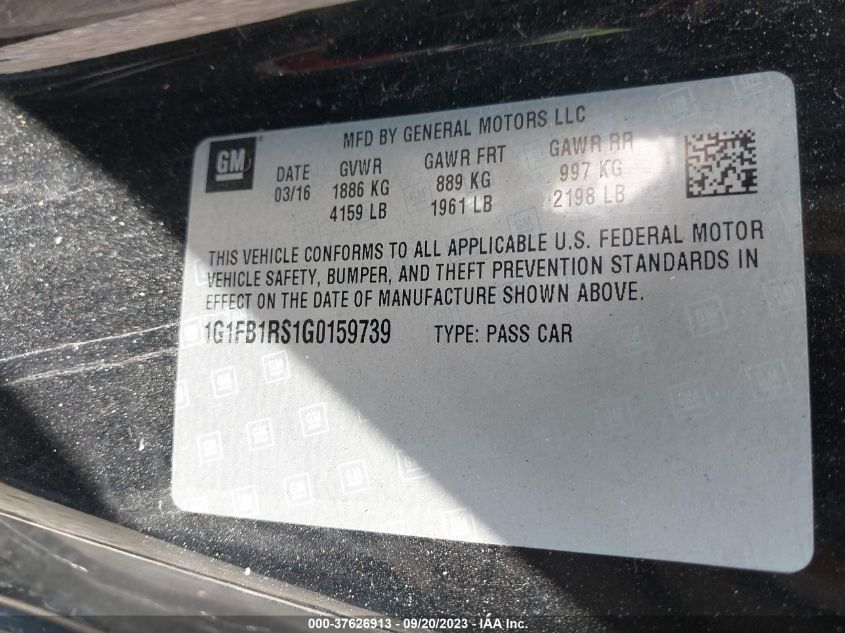 MFD BY GENERAL MOTORS LLC
GM
DATE GVWR GAWR FRT GAWR RR
03/16 1886 KG 889 KG 997 KG
4159 LB 1961 LB 2198 LB
THIS VEHICLE CONFORMS TO ALL APPLICABLE U.S. FEDERAL MOTOR
VEHICLE SAFETY, BUMPER, AND THEFT PREVENTION STANDARDS IN
EFFECT ON THE DATE OF MANUFACTURE SHOWN ABOVE.
1G1FB1RS1G0159739 TYPE: PASS CAR
000-37626913 - 09/20/2023 - IAA Inc.